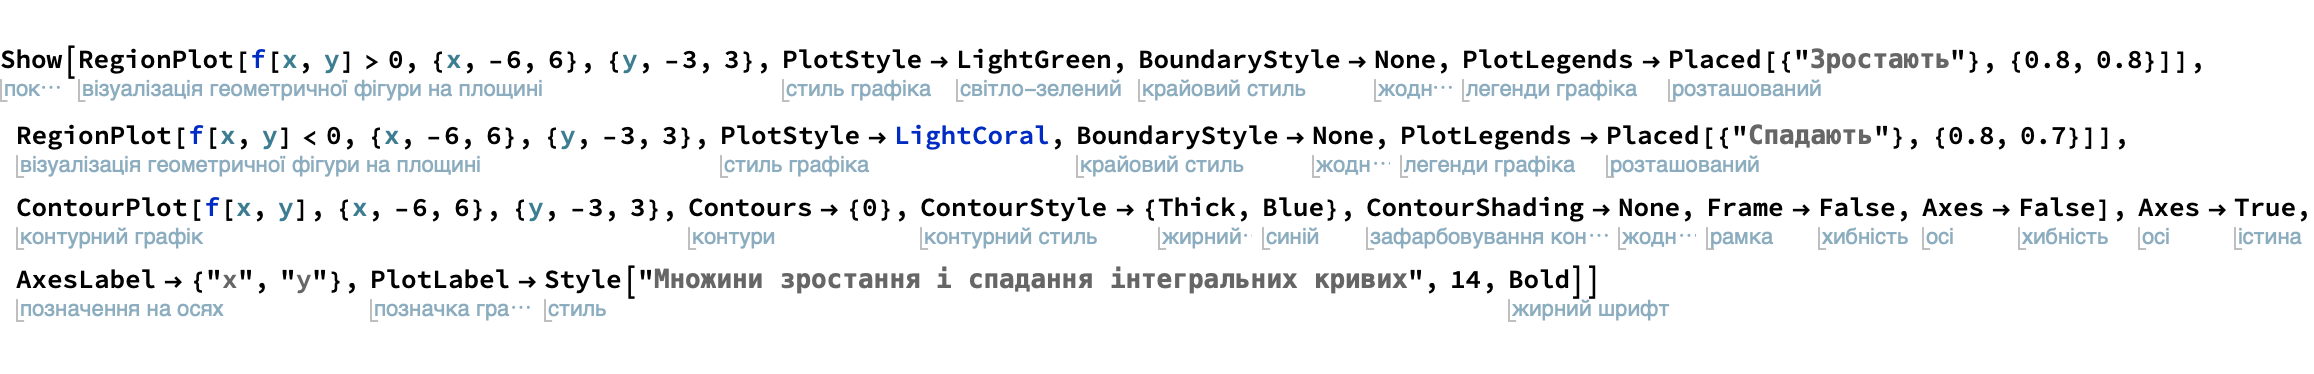 Show[RegionPlot[f[x, y] > 0, {x, -6, 6}, {y, -3, 3}, PlotStyle → LightGreen, BoundaryStyle → None, PlotLegends → Placed[{"Зростають"}, {0.8, 0.8}]],
пок⋯ візуалізація геометричної фігури на площині стиль графіка світло-зелений крайовий стиль жодн⋯ легенди графіка розташований
RegionPlot[f[x, y] < 0, {x, -6, 6}, {y, -3, 3}, PlotStyle → LightCoral, BoundaryStyle → None, PlotLegends → Placed[{"Спадають"}, {0.8, 0.7}]],
візуалізація геометричної фігури на площині стиль графіка крайовий стиль жодн⋯ легенди графіка розташований
ContourPlot[f[x, y], {x, -6, 6}, {y, -3, 3}, Contours → {0}, ContourStyle → {Thick, Blue}, ContourShading → None, Frame → False, Axes → False], Axes → True,
контурний графік контури контурний стиль жирний⋯ синій зафарбовування кон⋯ жодн⋯ рамка хибність осі хибність осі істина
AxesLabel → {"x", "y"}, PlotLabel → Style["Множини зростання і спадання інтегральних кривих", 14, Bold]]
позначення на осях позначка гра⋯ стиль жирний шрифт